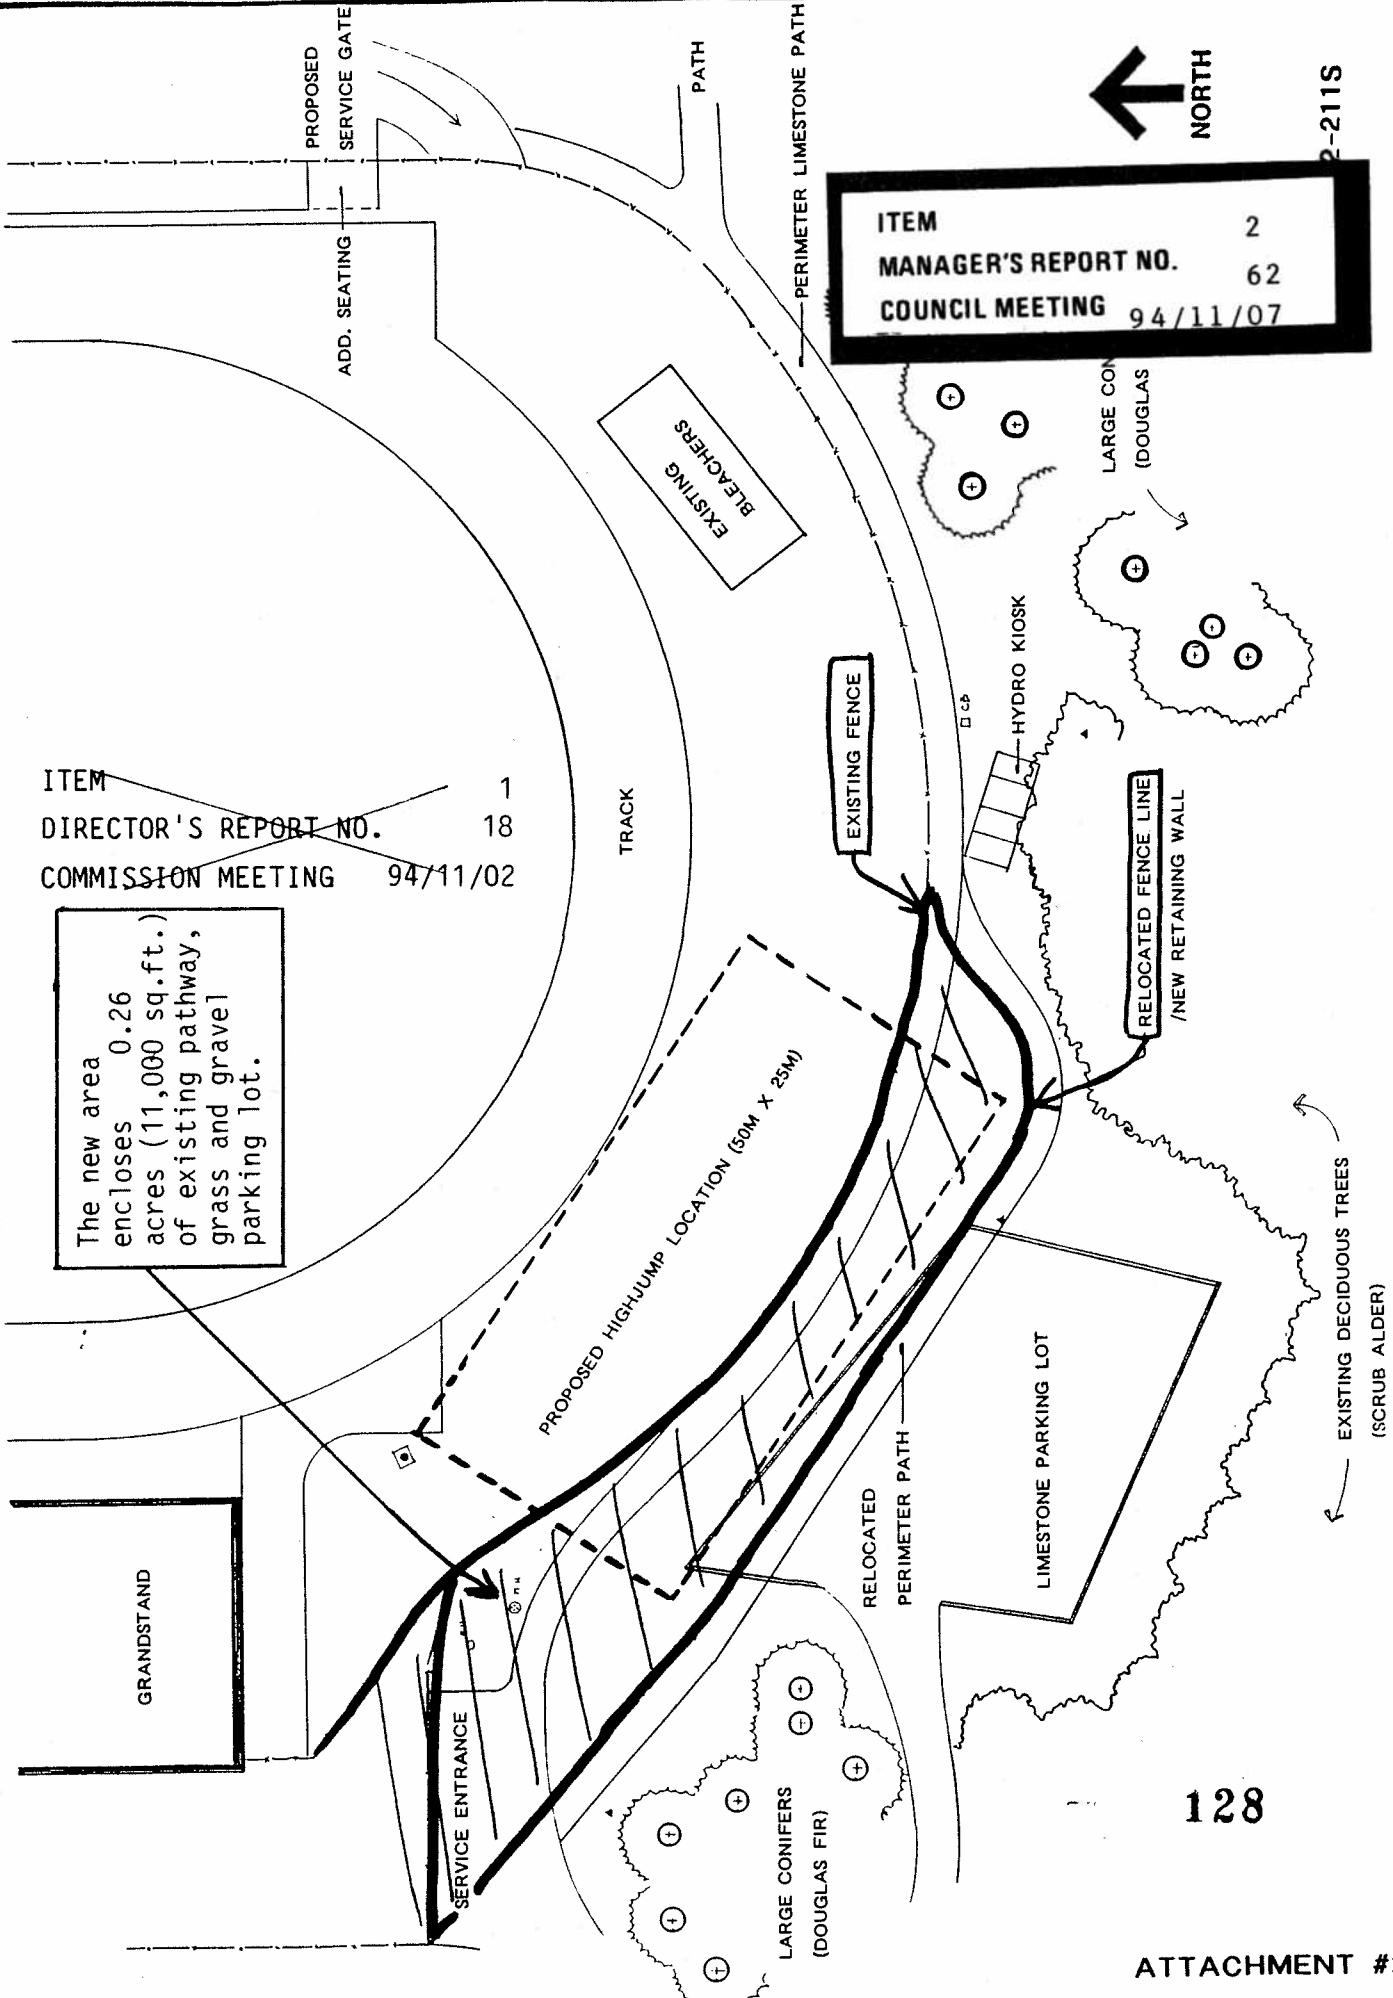 PROPOSED
SERVICE GATE
PATH
PERIMETER LIMESTONE PATH
NORTH
2-211S
ADD. SEATING
ITEM 2
MANAGER'S REPORT NO. 62
COUNCIL MEETING 94/11/07
EXISTING
BLEACHERS
LARGE
(DOUGLAS
HYDRO KIOSK
CB
EXISTING FENCE
ITEM 1
DIRECTOR'S REPORT NO. 18
COMMISSION MEETING 94/11/02
TRACK
RELOCATED FENCE LINE
/NEW RETAINING WALL
The new area
encloses 0.26
acres (11,000 sq.ft.)
of existing pathway,
grass and gravel
parking lot.
PROPOSED HIGHJUMP LOCATION (50M X 25M)
EXISTING DECIDUOUS TREES
(SCRUB ALDER)
LIMESTONE PARKING LOT
RELOCATED
PERIMETER PATH
GRANDSTAND
SERVICE ENTRANCE
LARGE CONIFERS
(DOUGLAS FIR)
128
ATTACHMENT